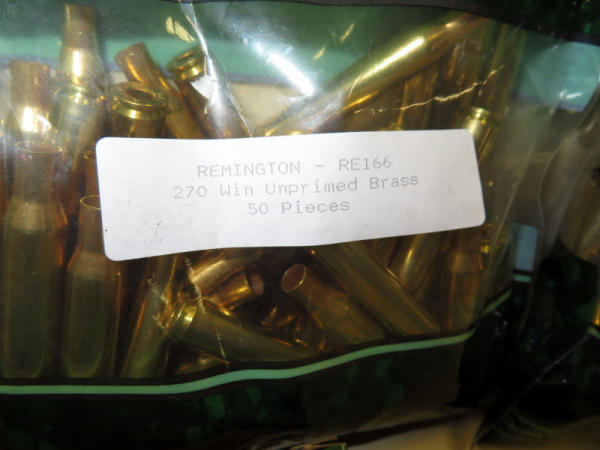 REMINGTON - RE166
270 Win Unprimed Brass
50 Pieces